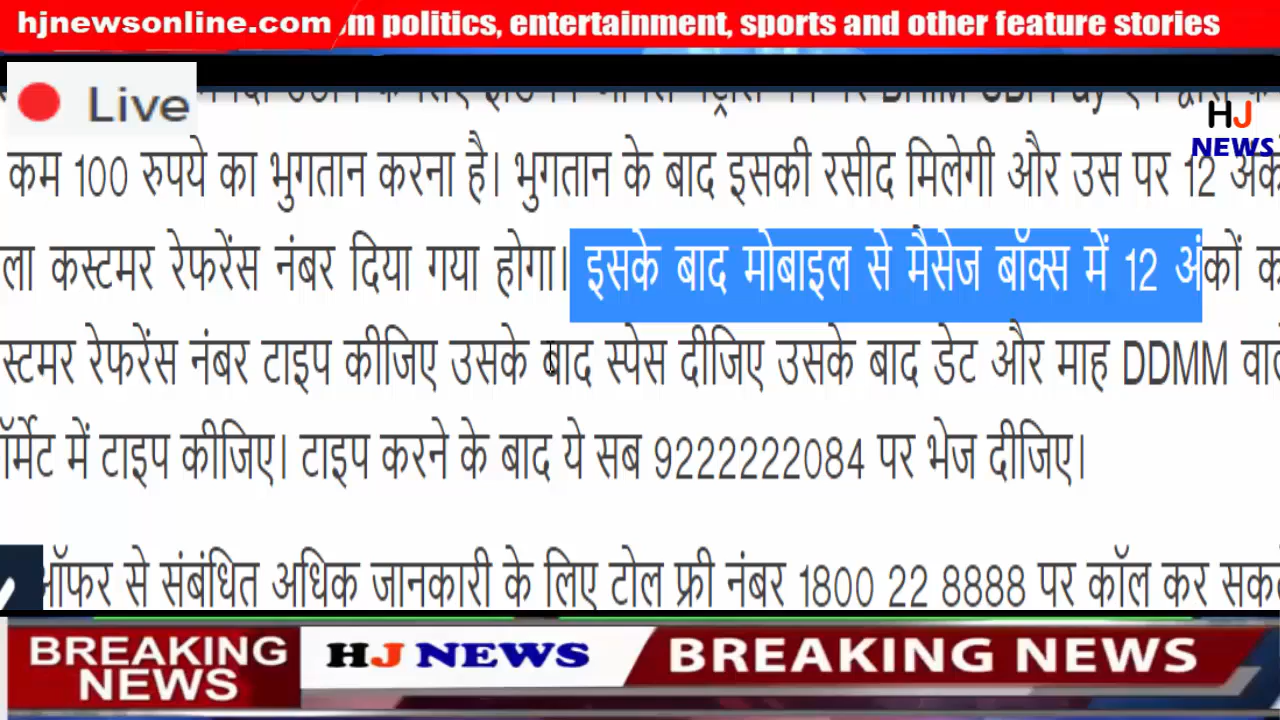 hjnewsonline.com m politics, entertainment, sports and other feature stories
Live
HJ
NEWS
कम 100 रुपये का भुगतान करना है। भुगतान के बाद इसकी रसीद मिलेगी और उस पर 12 अंकों
ला कस्टमर रेफरेंस नंबर दिया गया होगा। इसके बाद मोबाइल से मैसेज बॉक्स में 12 अंकों क
स्टमर रेफरेंस नंबर टाइप कीजिए उसके बाद स्पेस दीजिए उसके बाद डेट और माह DDMM वाले
ॉर्मेट में टाइप कीजिए। टाइप करने के बाद ये सब 9222222084 पर भेज दीजिए।
ऑफर से संबंधित अधिक जानकारी के लिए टोल फ्री नंबर 1800 22 8888 पर कॉल कर सकते
BREAKING
NEWS
HJ NEWS
BREAKING NEWS